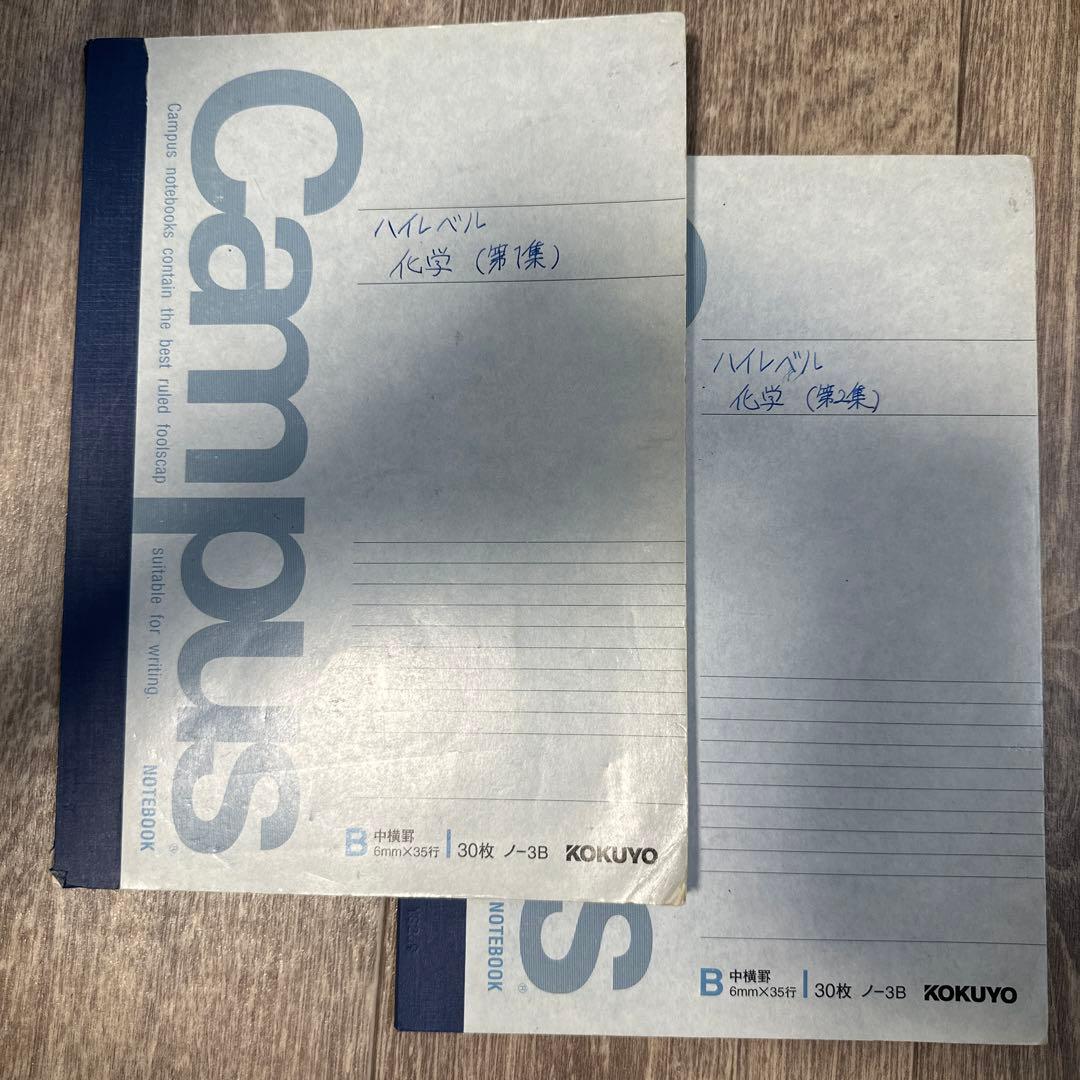 Campus
Campus notebooks contain the best ruled foolscap suitable for writing.
NOTEBOOK
ハイレベル
化学 (第1集)
B 中横罫
6mm×35行 30枚 ノ-3B KOKUYO
ハイレベル
化学 (第2集)
s
NOTEBOOK
B 中横罫
6mm×35行 30枚 ノ-3B KOKUYO